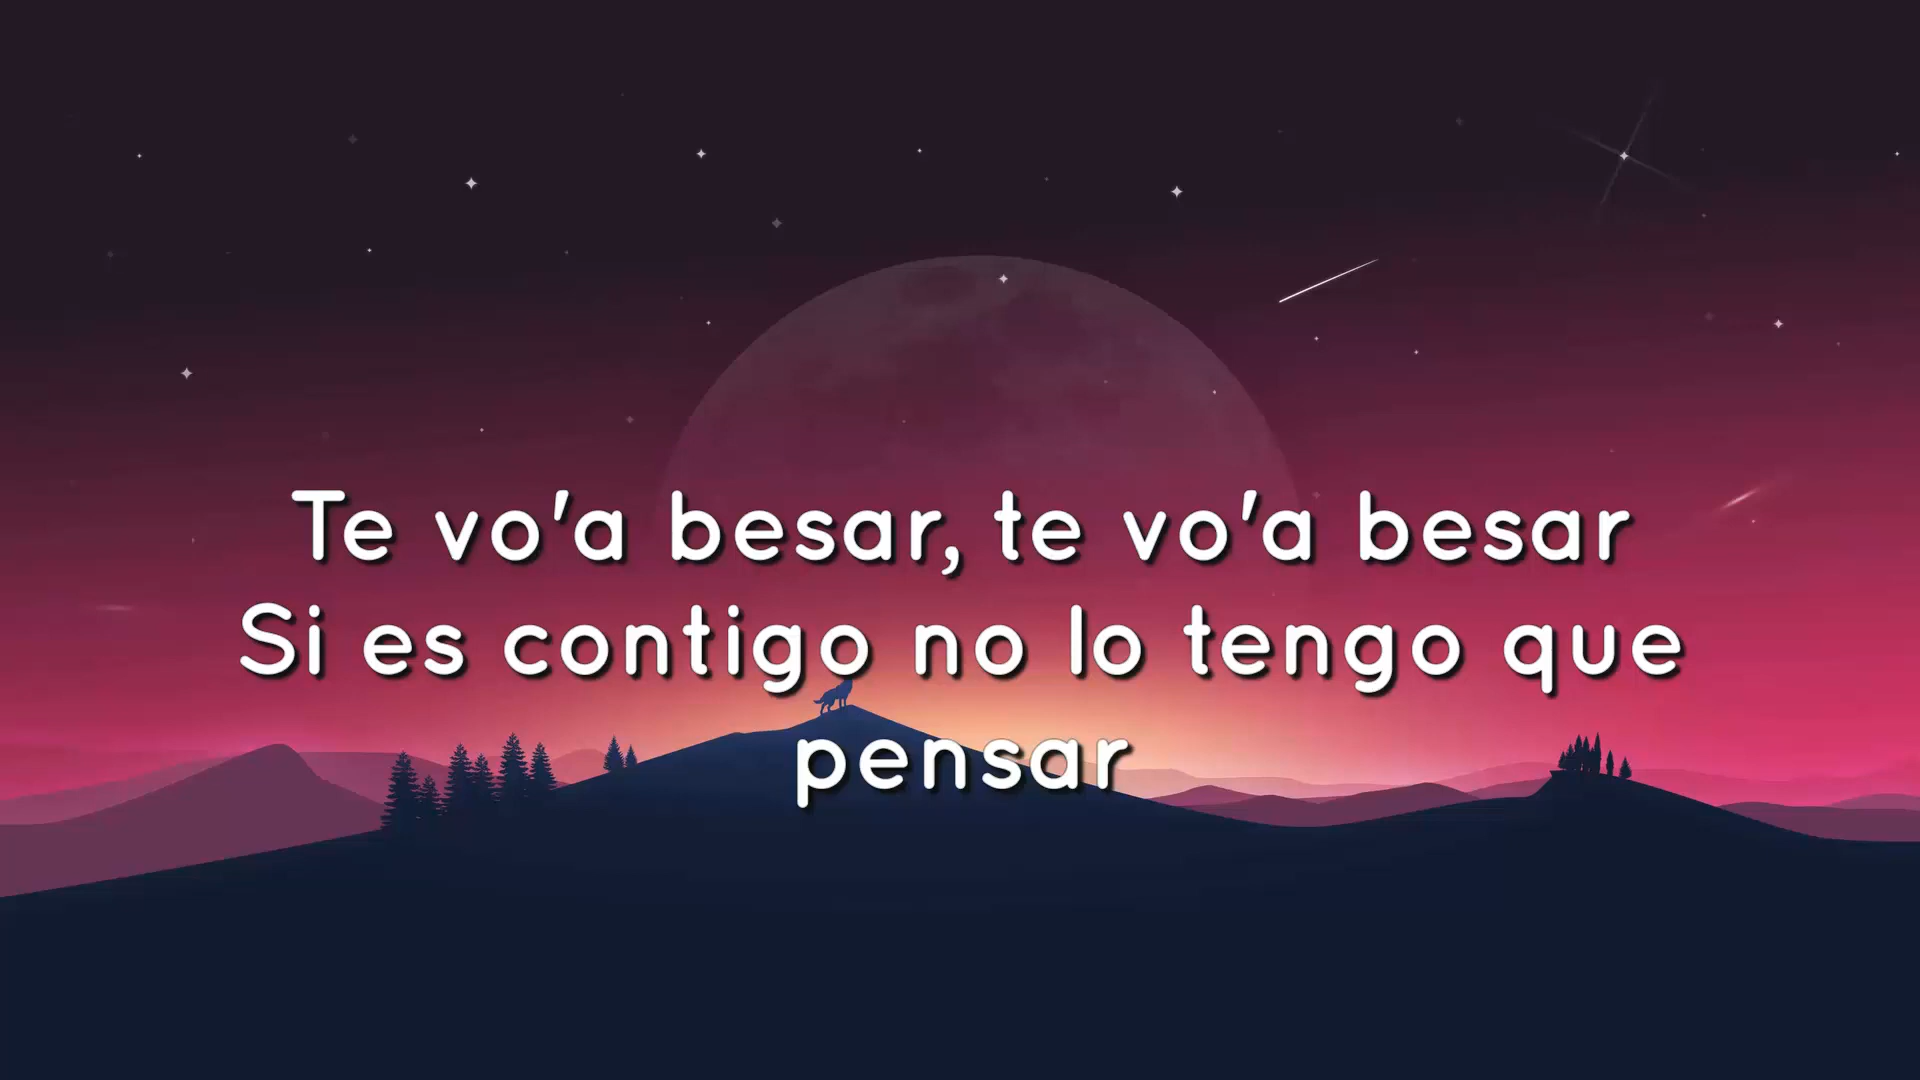 Te vo'a besar, te vo'a besar
Si es contigo no lo tengo que
pensar